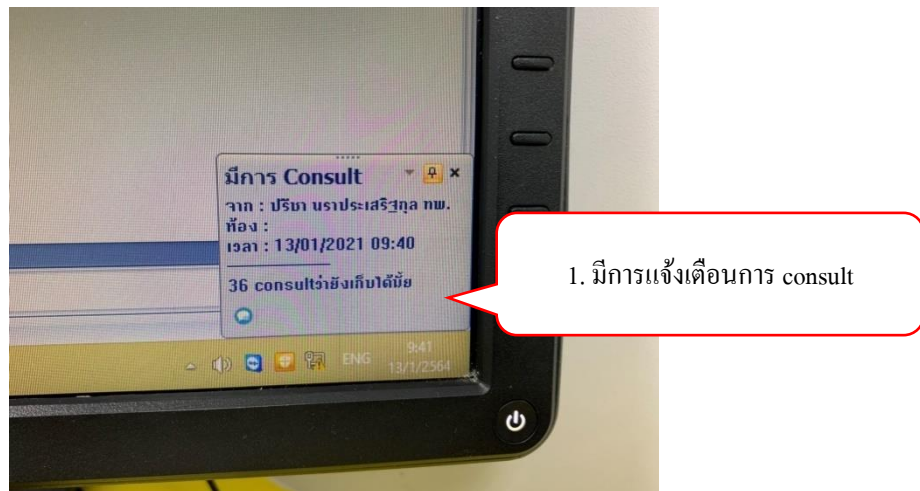 มีการ Consult
จาก : ปรีชา นราประเสริฐกุล ทพ.
ห้อง :
เวลา : 13/01/2021 09:40
36 consultว่ายังเก็บได้มั้ย
1. มีการแจ้งเตือนการ consult
ENG
9:41
13/1/2564